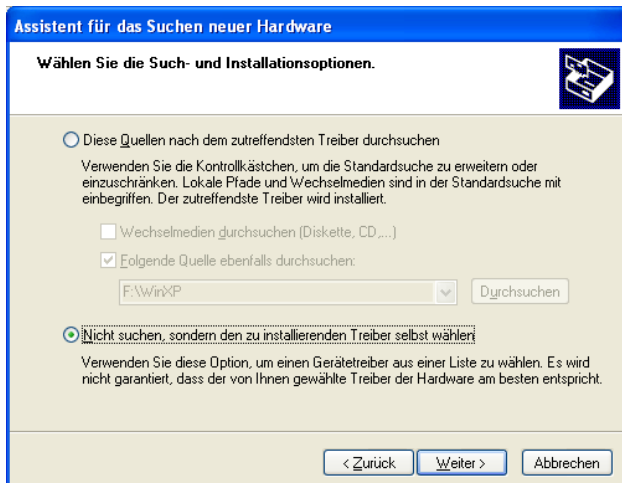 Assistent für das Suchen neuer Hardware
Wählen Sie die Such- und Installationsoptionen.
Diese Quellen nach dem zutreffendsten Treiber durchsuchen
Verwenden Sie die Kontrollkästchen, um die Standardsuche zu erweitern oder
einzuschränken. Lokale Pfade und Wechselmedien sind in der Standardsuche mit
einbegriffen. Der zutreffendste Treiber wird installiert.
Wechselmedien durchsuchen (Diskette, CD,...)
Folgende Quelle ebenfalls durchsuchen:
F:\WinXP Durchsuchen
Nicht suchen, sondern den zu installierenden Treiber selbst wählen
Verwenden Sie diese Option, um einen Gerätetreiber aus einer Liste zu wählen. Es wird
nicht garantiert, dass der von Ihnen gewählte Treiber der Hardware am besten entspricht.
< Zurück Weiter > Abbrechen